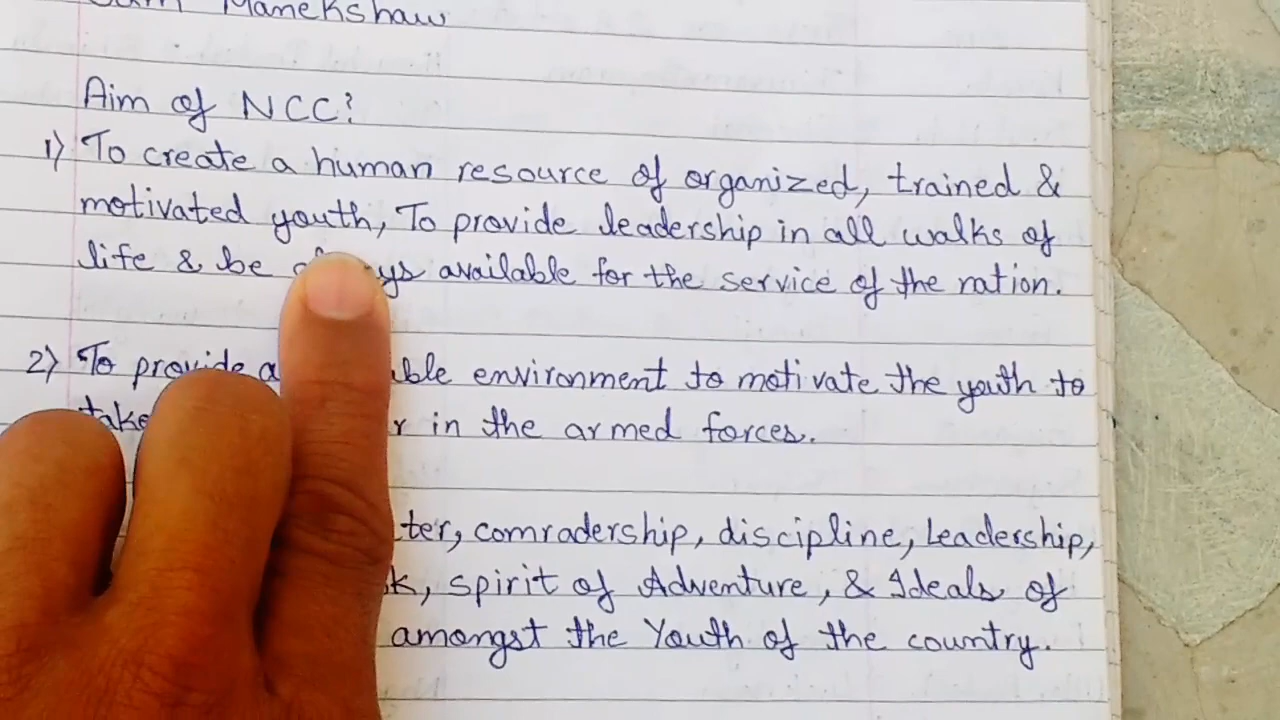 Manekshaw
Aim of NCC?
1) To create a human resource of organized, trained &
motivated youth, To provide leadership in all walks of
life & be always available for the service of the nation.
2) To provide a environment to motivate the youth to
take in the armed forces.
comradership, discipline, Leadership,
spirit of Adventure, & Ideals of
amongst the Youth of the country.